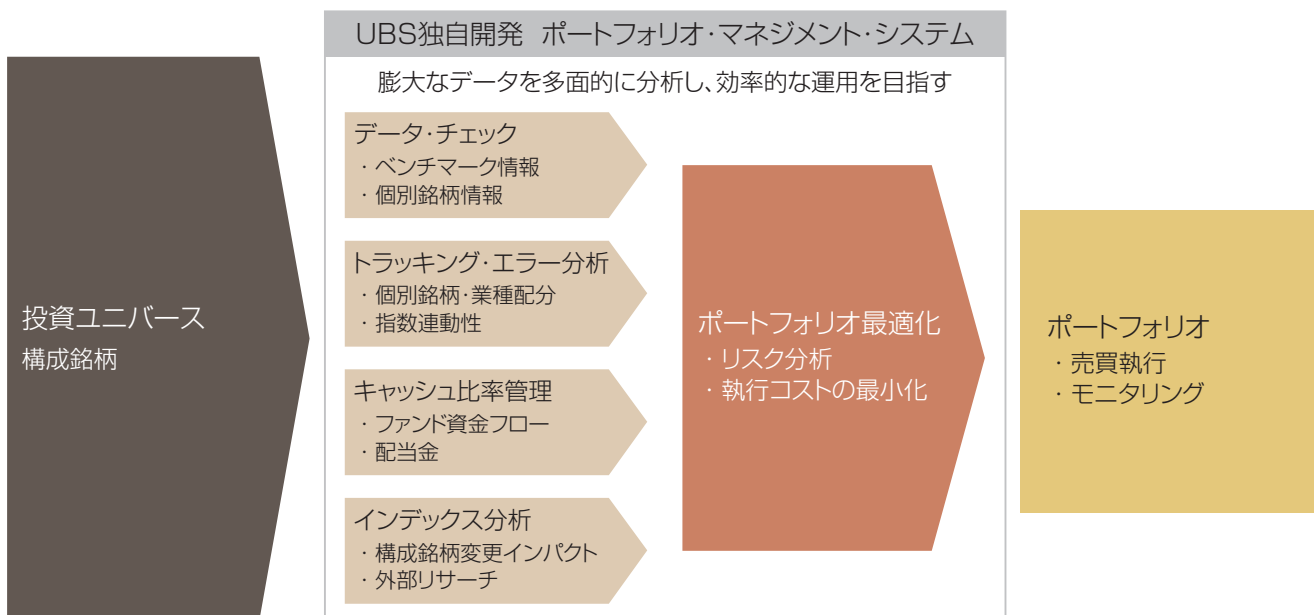 UBS独自開発 ポートフォリオ・マネジメント・システム
膨大なデータを多面的に分析し、効率的な運用を目指す
投資ユニバース
構成銘柄
データ・チェック
・ベンチマーク情報
・個別銘柄情報
トラッキング・エラー分析
・個別銘柄・業種配分
・指数連動性
キャッシュ比率管理
・ファンド資金フロー
・配当金
インデックス分析
・構成銘柄変更インパクト
・外部リサーチ
ポートフォリオ最適化
・リスク分析
・執行コストの最小化
ポートフォリオ
・売買執行
・モニタリング